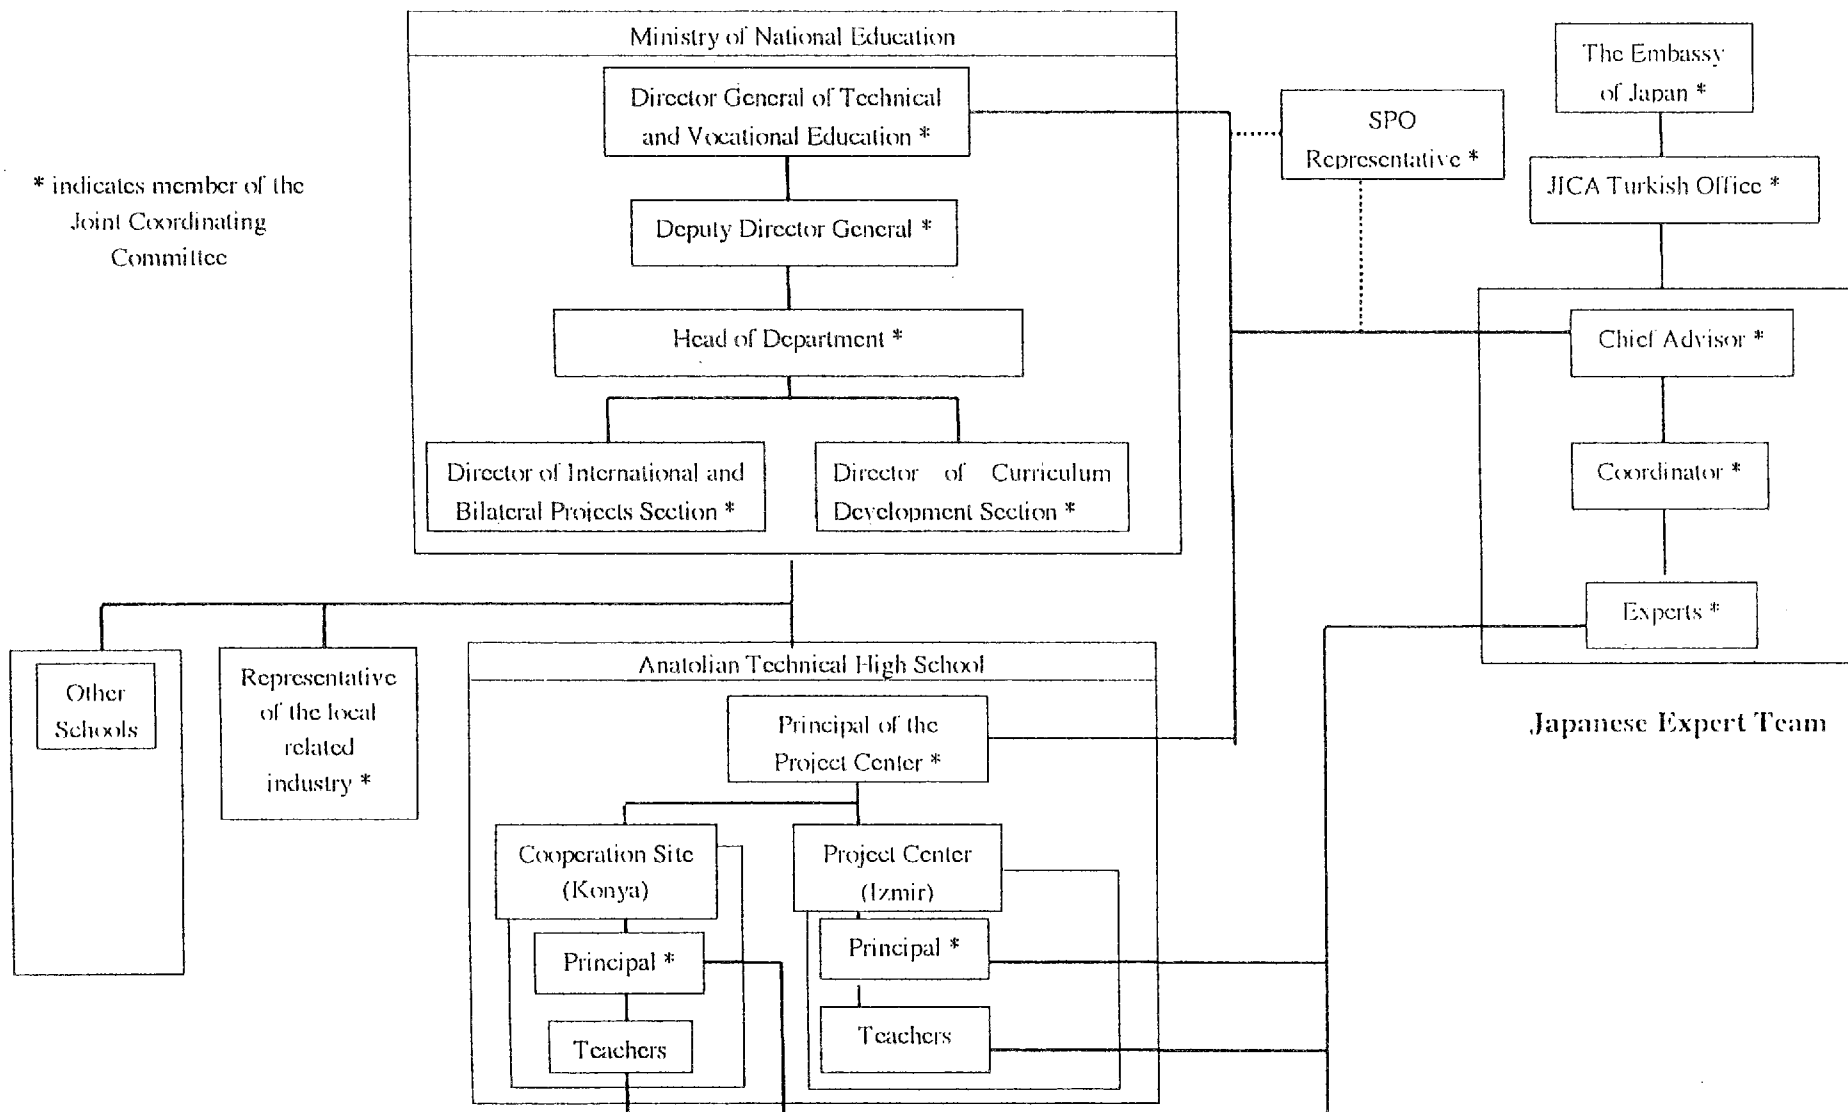 Ministry of National Education
Director General of Technical
and Vocational Education *
Deputy Director General *
Head of Department *
Director of International and
Bilateral Projects Section *
Director of Curriculum
Development Section *
* indicates member of the
Joint Coordinating
Committee
SPO
Representative *
The Embassy
of Japan *
JICA Turkish Office *
Chief Advisor *
Coordinator *
Experts *
Japanese Expert Team
Other
Schools
Representative
of the local
related
industry *
Anatolian Technical High School
Principal of the
Project Center *
Cooperation Site
(Konya)
Principal *
Teachers
Project Center
(Izmir)
Principal *
Teachers